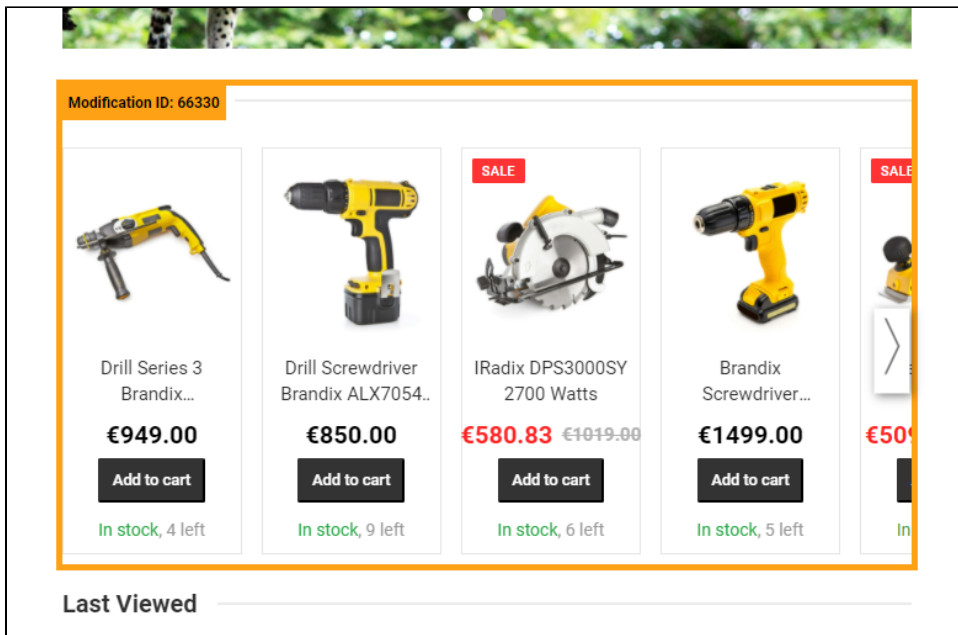 Modification ID: 66330
SALE
SALE
Drill Series 3
Brandix...
Drill Screwdriver
Brandix ALX7054..
IRadix DPS3000SY
2700 Watts
Brandix
Screwdriver...
€949.00
€850.00
€580.83 €1019.00
€1499.00
€509
Add to cart
Add to cart
Add to cart
Add to cart
In stock, 4 left
In stock, 9 left
In stock, 6 left
In stock, 5 left
In
Last Viewed